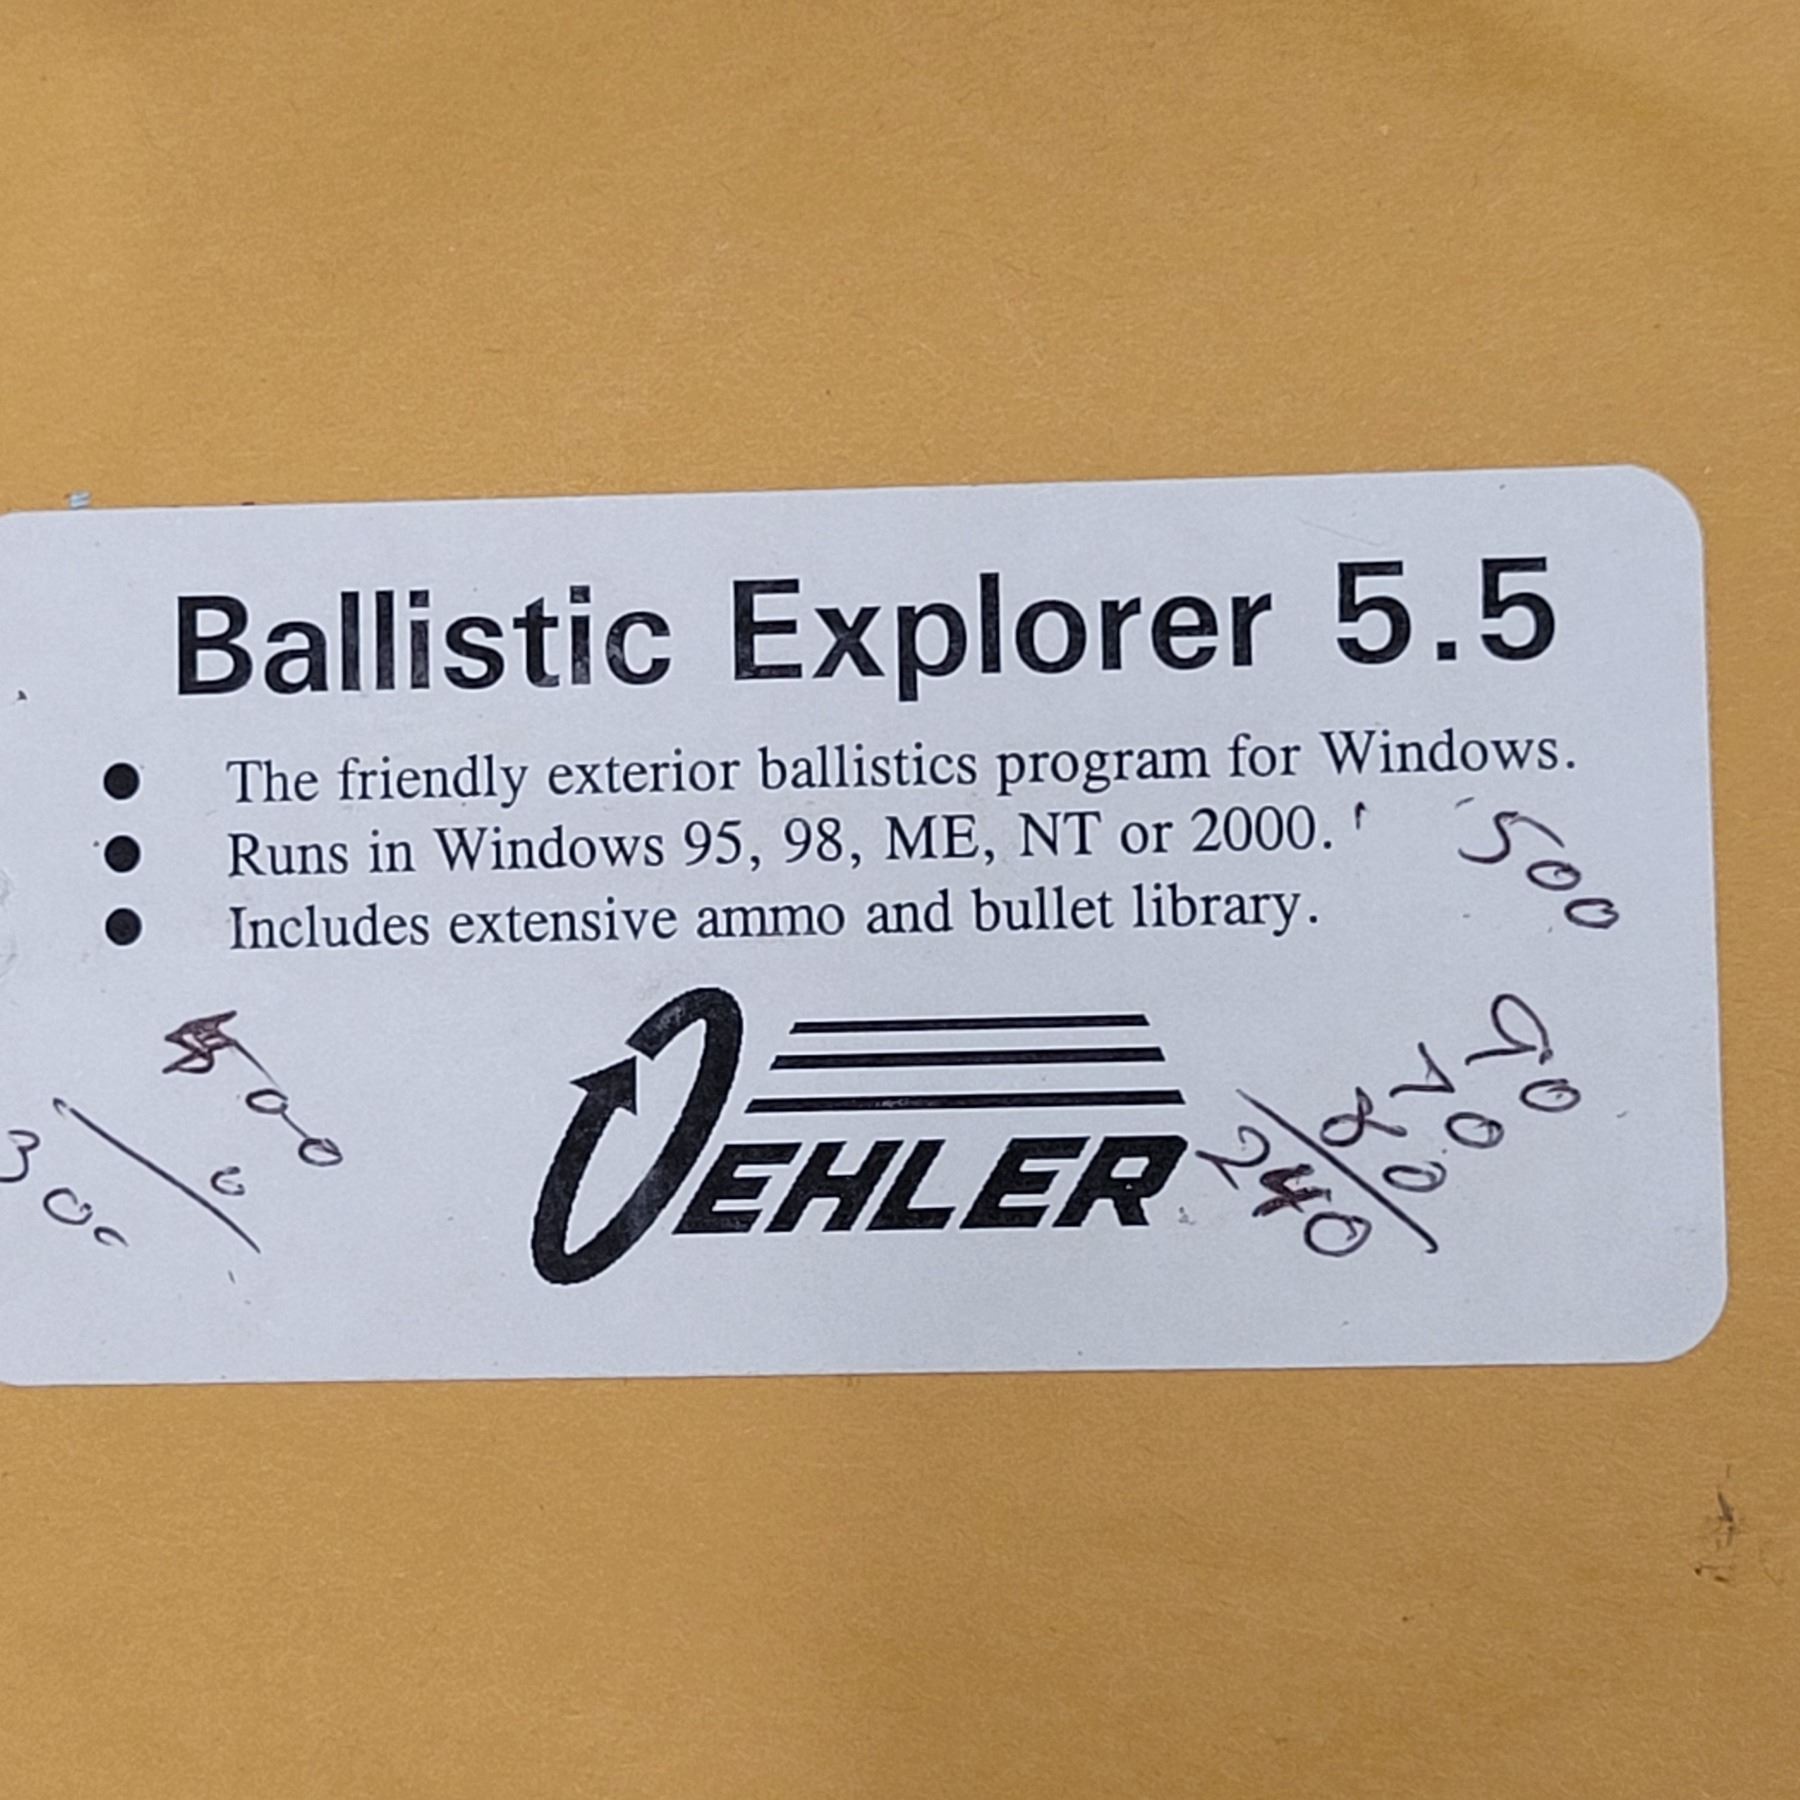 Ballistic Explorer 5.5
● The friendly exterior ballistics program for Windows.
● Runs in Windows 95, 98, ME, NT or 2000.
● Includes extensive ammo and bullet library.
500
OEHLER
90
70
80
240
300